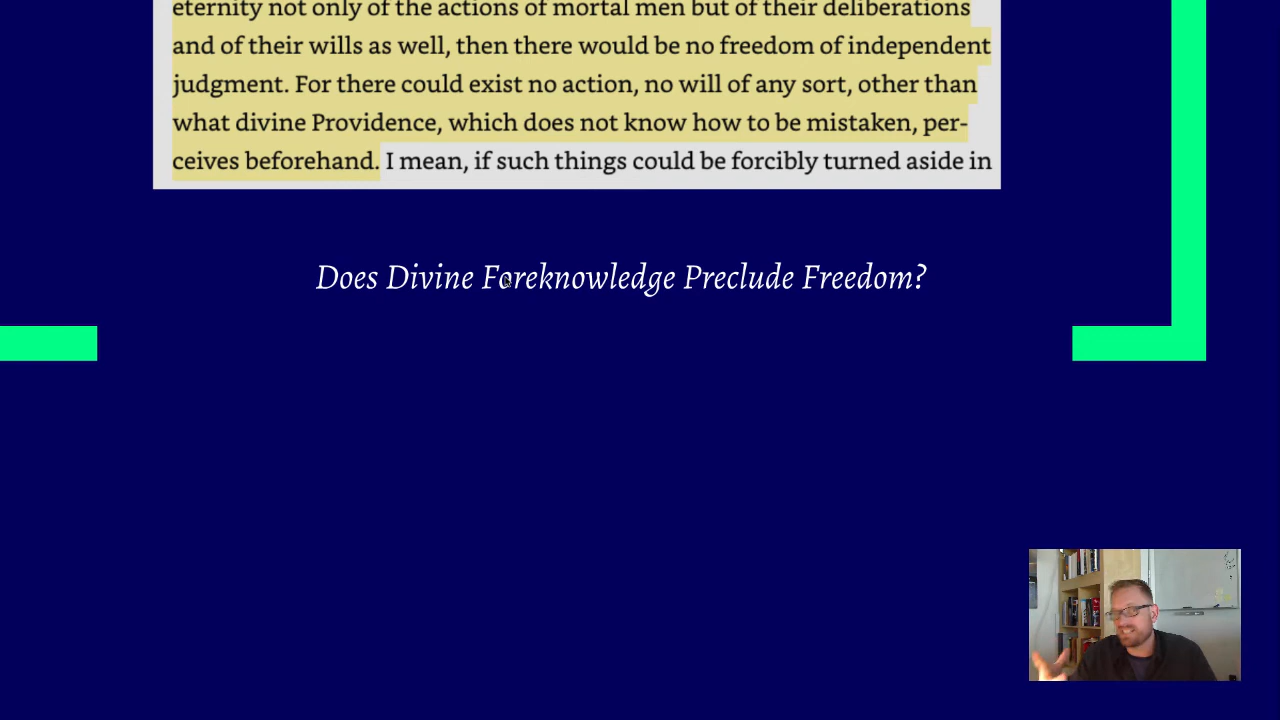 eternity not only of the actions of mortal men but of their deliberations
and of their wills as well, then there would be no freedom of independent
judgment. For there could exist no action, no will of any sort, other than
what divine Providence, which does not know how to be mistaken, per-
ceives beforehand. I mean, if such things could be forcibly turned aside in
Does Divine Foreknowledge Preclude Freedom?